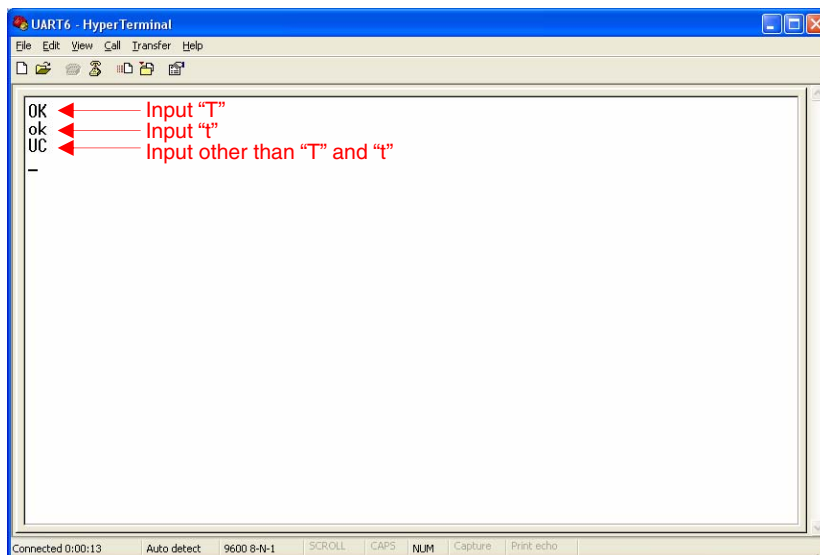 UART6 - HyperTerminal
File Edit View Call Transfer Help
OK Input “T”
ok Input “t”
UC Input other than “T” and “t”
_
Connected 0:00:13 Auto detect 9600 8-N-1 SCROLL CAPS NUM Capture Print echo